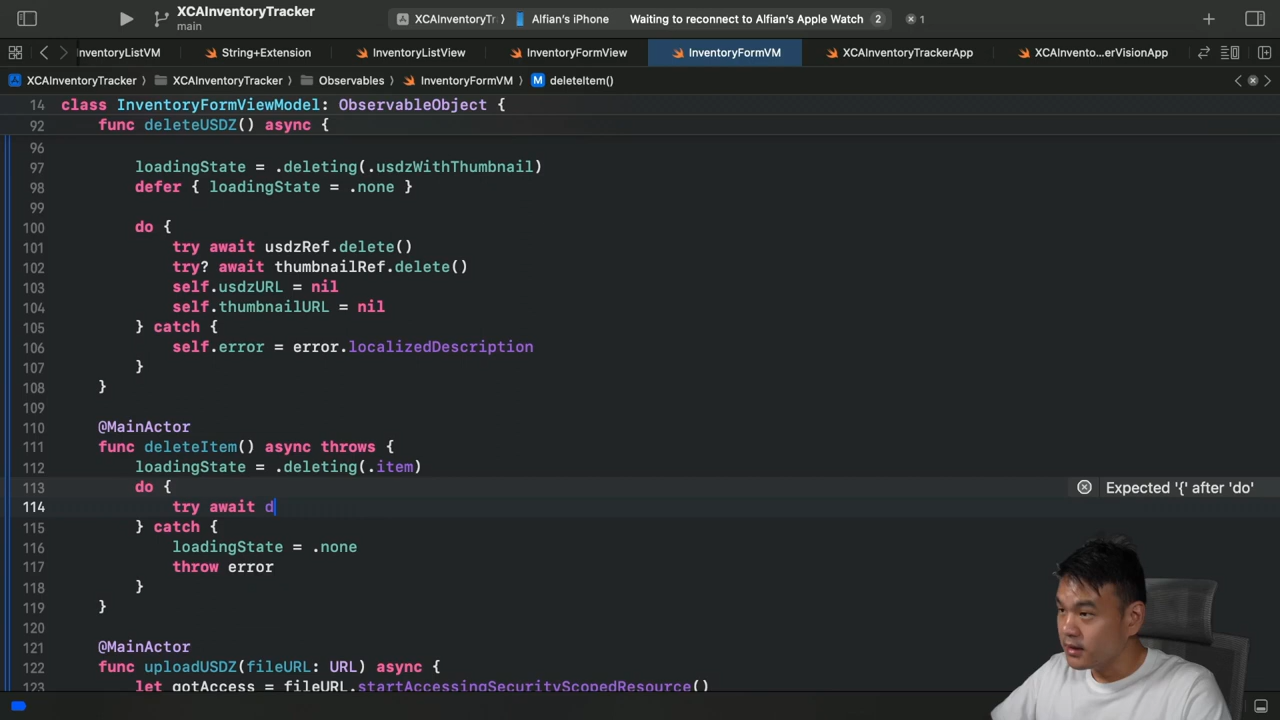 XCAInventoryTracker
main
XCAInventoryTr
Alfian's iPhone
Waiting to reconnect to Alfian's Apple Watch
2
1
nventoryListVM
String+Extension
InventoryListView
InventoryFormView
InventoryFormVM
XCAInventoryTrackerApp
XCAInvento...erVisionApp
XCAInventoryTracker
XCAInventoryTracker
Observables
InventoryFormVM
M deleteItem()
14 class InventoryFormViewModel: ObservableObject {
92 func deleteUSDZ() async {
96
97 loadingState = .deleting(.usdzWithThumbnail)
98 defer { loadingState = .none }
99
100 do {
101 try await usdzRef.delete()
102 try? await thumbnailRef.delete()
103 self.usdzURL = nil
104 self.thumbnailURL = nil
105 } catch {
106 self.error = error.localizedDescription
107 }
108 }
109
110 @MainActor
111 func deleteItem() async throws {
112 loadingState = .deleting(.item)
113 do {
Expected '{' after 'do'
114 try await d
115 } catch {
116 loadingState = .none
117 throw error
118 }
119 }
120
121 @MainActor
122 func uploadUSDZ(fileURL: URL) async {
123 let gotAccess = fileURL.startAccessingSecurityScopedResource()